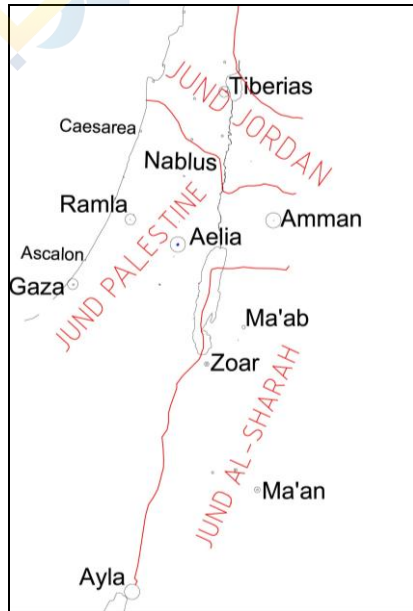 Tiberias
JUND JORDAN
Caesarea
Nablus
Ramla
Amman
JUND PALESTINE
Aelia
Ascalon
Gaza
Ma'ab
Zoar
JUND AL-SHARAH
Ma'an
Ayla